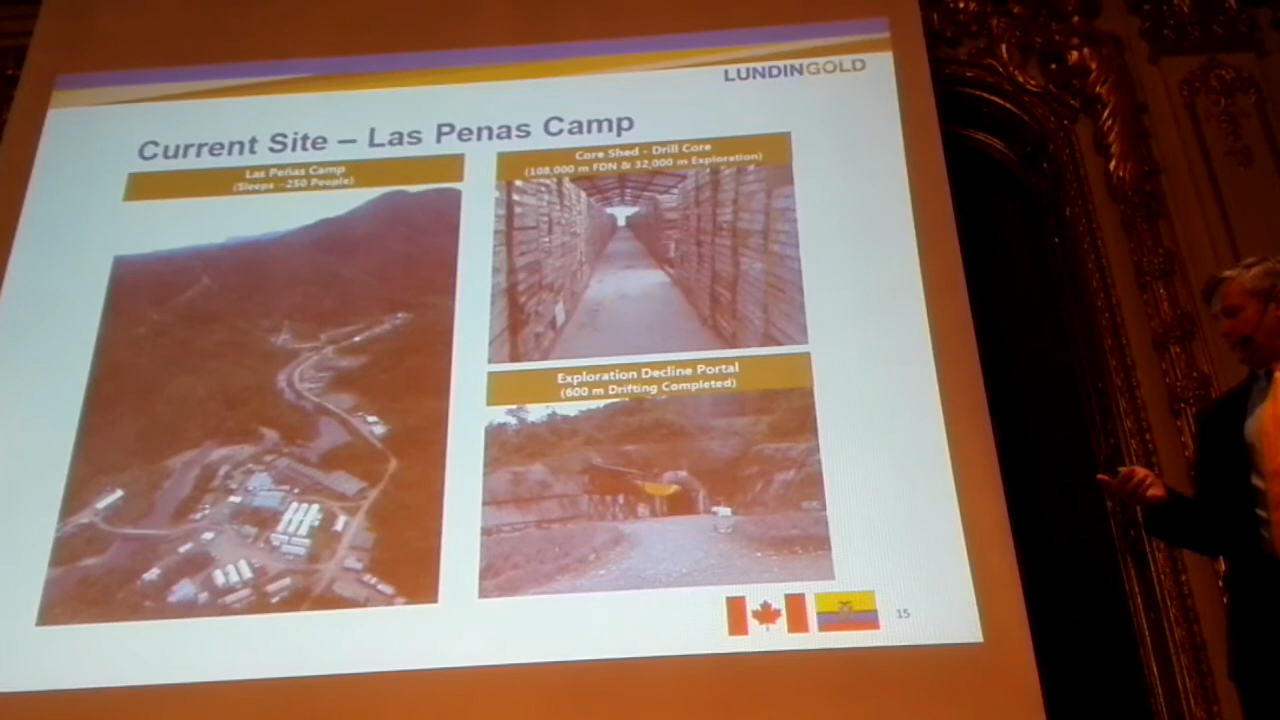 LUNDINGOLD
Current Site – Las Penas Camp
Las Peñas Camp
(Sleeps ~250 People)
Core Shed - Drill Core
(108,000 m FDN & 32,000 m Exploration)
Exploration Decline Portal
(600 m Drifting Completed)
15